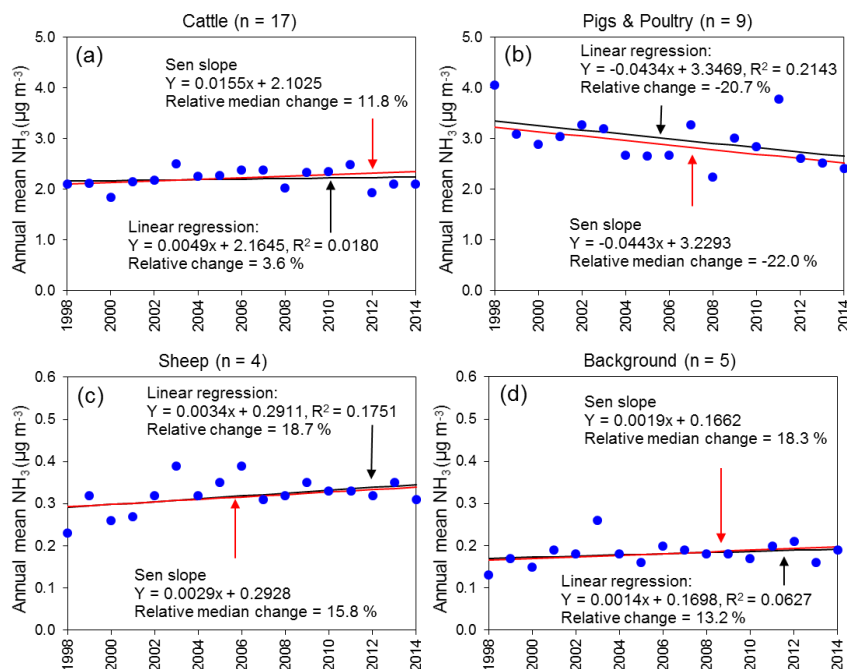 Cattle (n = 17)
(a)
Annual mean NH₃ (µg m⁻³)
5.0
4.0
3.0
2.0
1.0
0.0
Sen slope
Y = 0.0155x + 2.1025
Relative median change = 11.8 %
Linear regression:
Y = 0.0049x + 2.1645, R² = 0.0180
Relative change = 3.6 %
1998
2000
2002
2004
2006
2008
2010
2012
2014
Pigs & Poultry (n = 9)
(b)
Annual mean NH₃ (µg m⁻³)
5.0
4.0
3.0
2.0
1.0
0.0
Linear regression:
Y = -0.0434x + 3.3469, R² = 0.2143
Relative change = -20.7 %
Sen slope
Y = -0.0443x + 3.2293
Relative median change = -22.0 %
1998
2000
2002
2004
2006
2008
2010
2012
2014
Sheep (n = 4)
(c)
Annual mean NH₃ (µg m⁻³)
0.6
0.5
0.4
0.3
0.2
0.1
0.0
Linear regression:
Y = 0.0034x + 0.2911, R² = 0.1751
Relative change = 18.7 %
Sen slope
Y = 0.0029x + 0.2928
Relative median change = 15.8 %
1998
2000
2002
2004
2006
2008
2010
2012
2014
Background (n = 5)
(d)
Annual mean NH₃ (µg m⁻³)
0.6
0.5
0.4
0.3
0.2
0.1
0.0
Sen slope
Y = 0.0019x + 0.1662
Relative median change = 18.3 %
Linear regression:
Y = 0.0014x + 0.1698, R² = 0.0627
Relative change = 13.2 %
1998
2000
2002
2004
2006
2008
2010
2012
2014